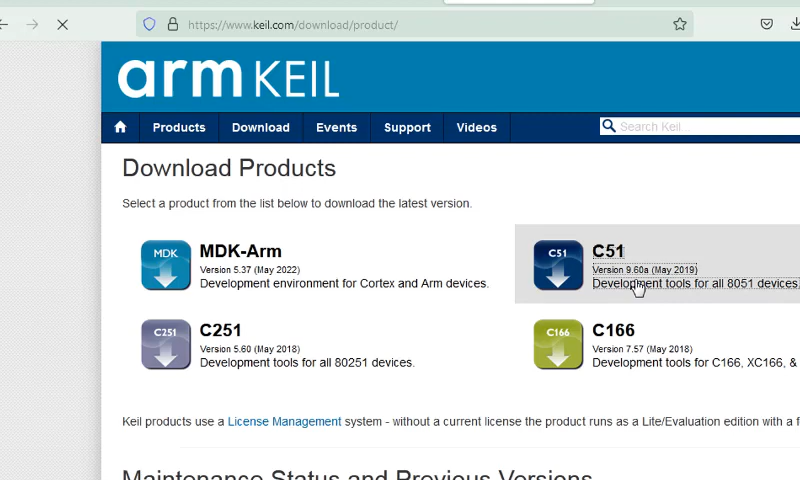 https://www.keil.com/download/product/
arm KEIL
Products Download Events Support Videos Search Keil...
Download Products
Select a product from the list below to download the latest version.
MDK
MDK-Arm
Version 5.37 (May 2022)
Development environment for Cortex and Arm devices.
C51
C51
Version 9.60a (May 2019)
Development tools for all 8051 devices.
C251
C251
Version 5.60 (May 2018)
Development tools for all 80251 devices.
C166
C166
Version 7.57 (May 2018)
Development tools for C166, XC166, &
Keil products use a License Management system - without a current license the product runs as a Lite/Evaluation edition with a
Maintenance Status and Previous Versions